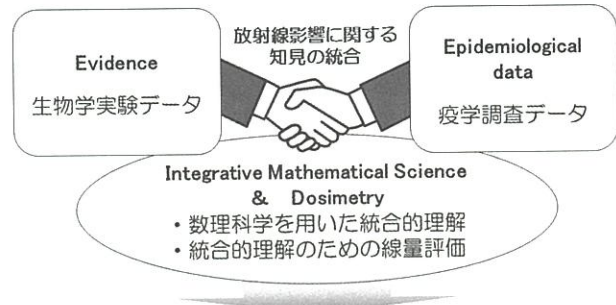 放射線影響に関する
知見の統合
Evidence
生物学実験データ
Epidemiological
data
疫学調査データ
Integrative Mathematical Science
& Dosimetry
・数理科学を用いた統合的理解
・統合的理解のための線量評価